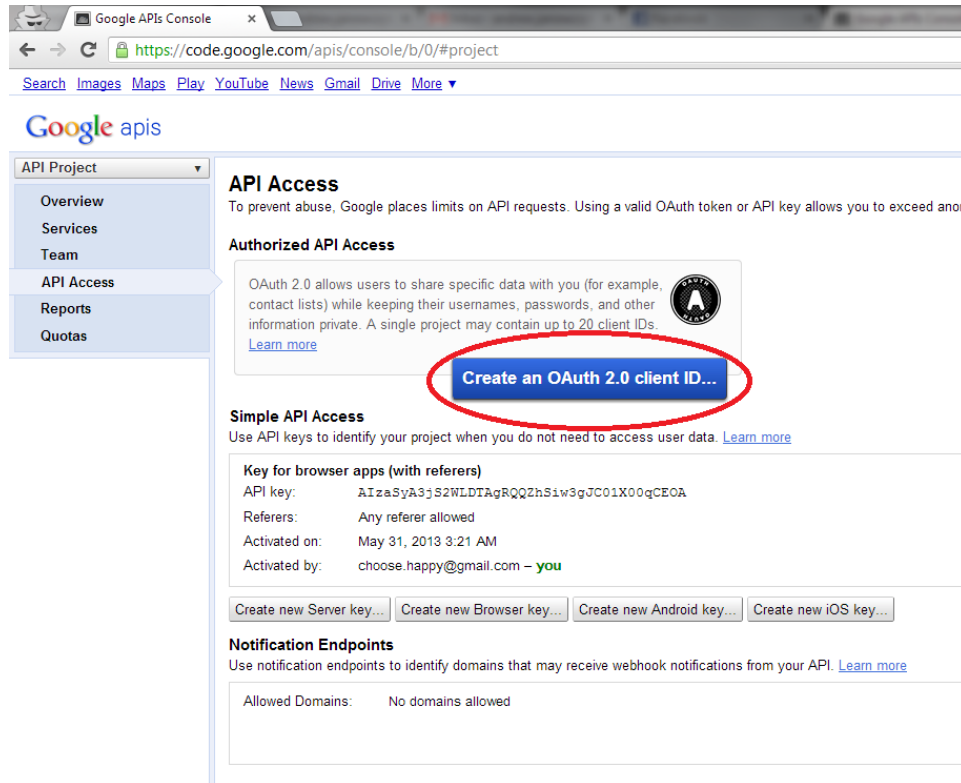 Google APIs Console
https://code.google.com/apis/console/b/0/#project
Search Images Maps Play YouTube News Gmail Drive More ▼
Google apis
API Project ▼
Overview
Services
Team
API Access
Reports
Quotas
API Access
To prevent abuse, Google places limits on API requests. Using a valid OAuth token or API key allows you to exceed
Authorized API Access
OAuth 2.0 allows users to share specific data with you (for example,
contact lists) while keeping their usernames, passwords, and other
information private. A single project may contain up to 20 client IDs.
Learn more
OAUTH
A
OAUTH
Create an OAuth 2.0 client ID...
Simple API Access
Use API keys to identify your project when you do not need to access user data. Learn more
Key for browser apps (with referers)
API key: AIzaSyA3jS2WLDTAgRQQZhSiw3gJC01X00qCEOA
Referers: Any referer allowed
Activated on: May 31, 2013 3:21 AM
Activated by: choose.happy@gmail.com – you
Create new Server key... Create new Browser key... Create new Android key... Create new iOS key...
Notification Endpoints
Use notification endpoints to identify domains that may receive webhook notifications from your API. Learn more
Allowed Domains: No domains allowed